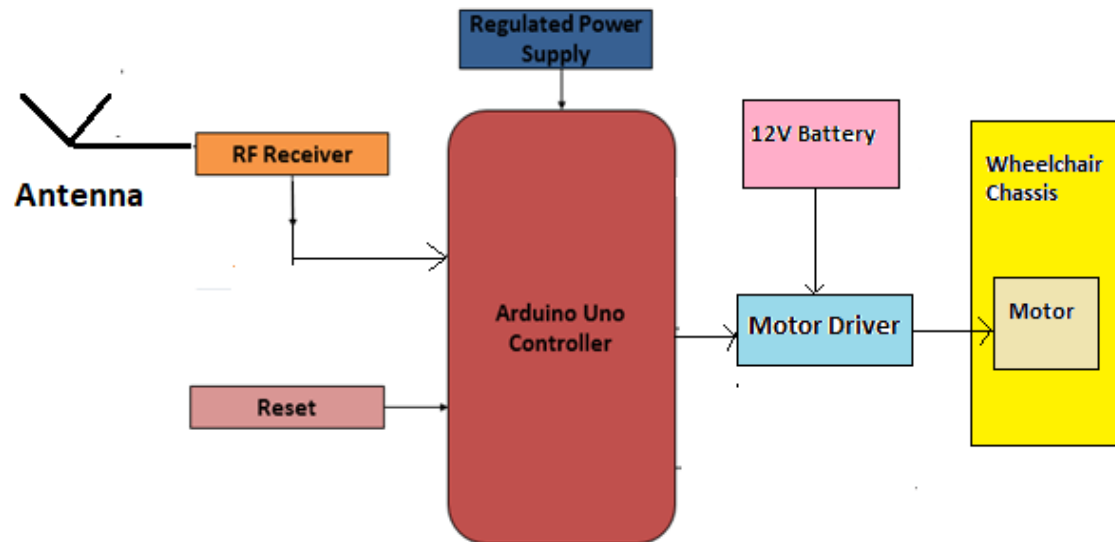 Regulated Power
Supply
12V Battery
Wheelchair
Chassis
RF Receiver
Antenna
Arduino Uno
Controller
Motor Driver
Motor
Reset